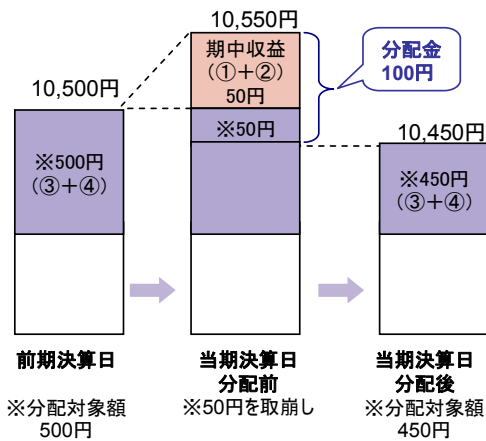 10,550円
期中収益
(①+②)
50円
分配金
100円
10,500円
※50円
10,450円
※500円
(③+④)
※450円
(③+④)
前期決算日
当期決算日
分配前
当期決算日
分配後
※分配対象額
500円
※50円を取崩し
※分配対象額
450円